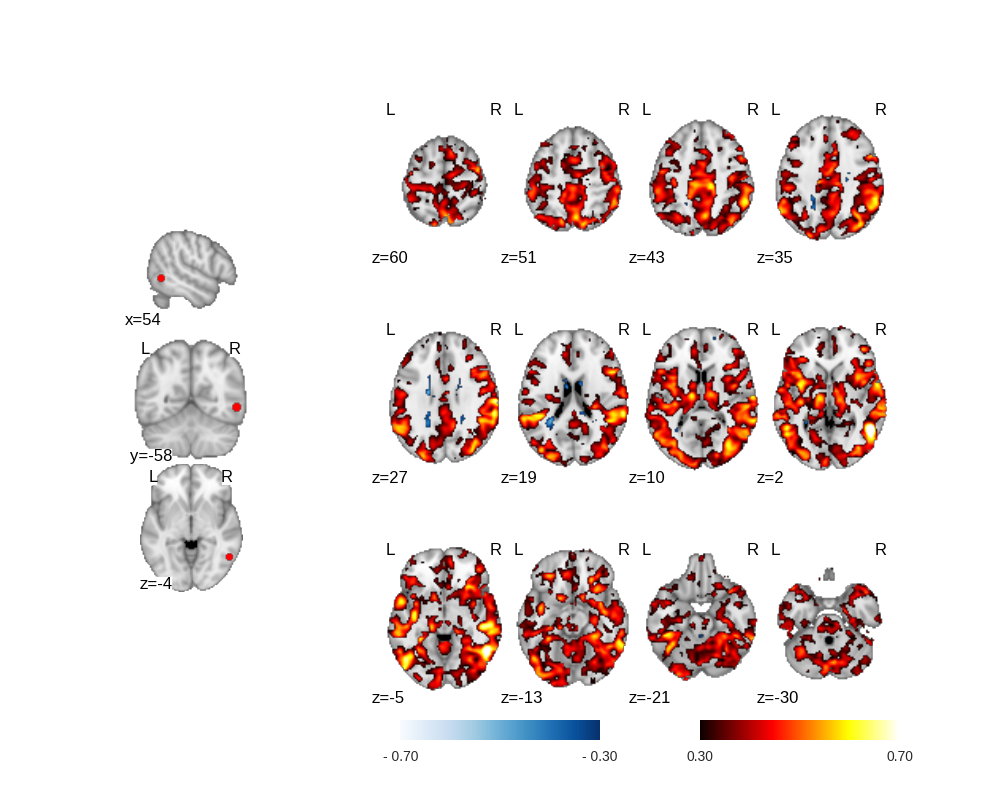 x=54
L R
y=-58
L R
z=-4
L R L R L R L R
z=60 z=51 z=43 z=35
L R L R L R L R
z=27 z=19 z=10 z=2
L R L R L R L R
z=-5 z=-13 z=-21 z=-30
- 0.70 - 0.30 0.30 0.70